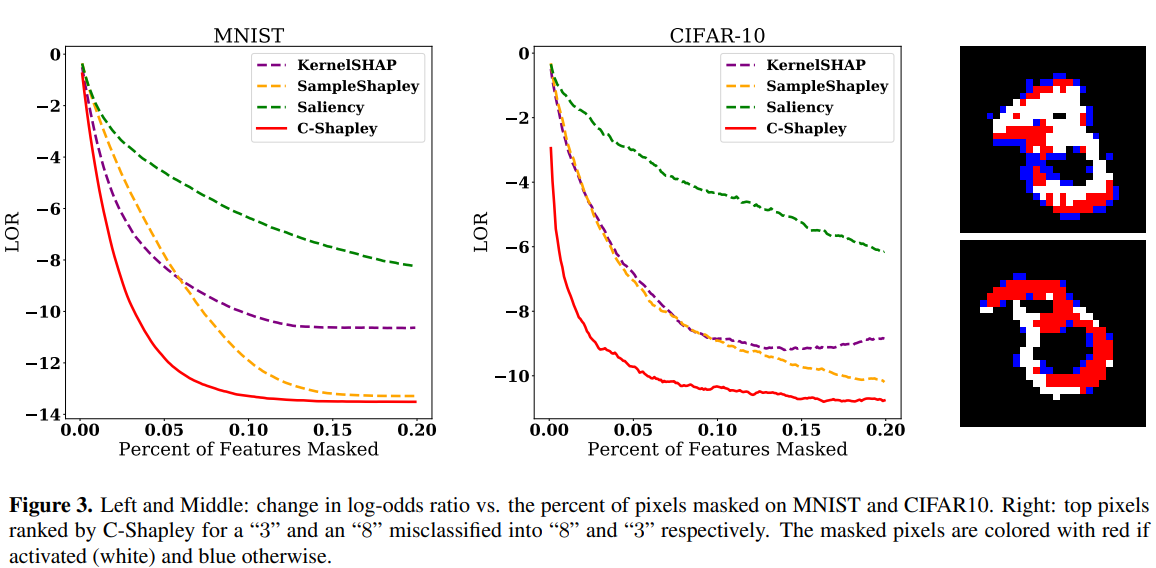 MNIST
0
−2
−4
−6
−8
−10
−12
−14
LOR
0.00 0.05 0.10 0.15 0.20
Percent of Features Masked
KernelSHAP
SampleShapley
Saliency
C-Shapley
CIFAR-10
0
−2
−4
−6
−8
−10
LOR
0.00 0.05 0.10 0.15 0.20
Percent of Features Masked
KernelSHAP
SampleShapley
Saliency
C-Shapley
Figure 3. Left and Middle: change in log-odds ratio vs. the percent of pixels masked on MNIST and CIFAR10. Right: top pixels
ranked by C-Shapley for a “3” and an “8” misclassified into “8” and “3” respectively. The masked pixels are colored with red if
activated (white) and blue otherwise.